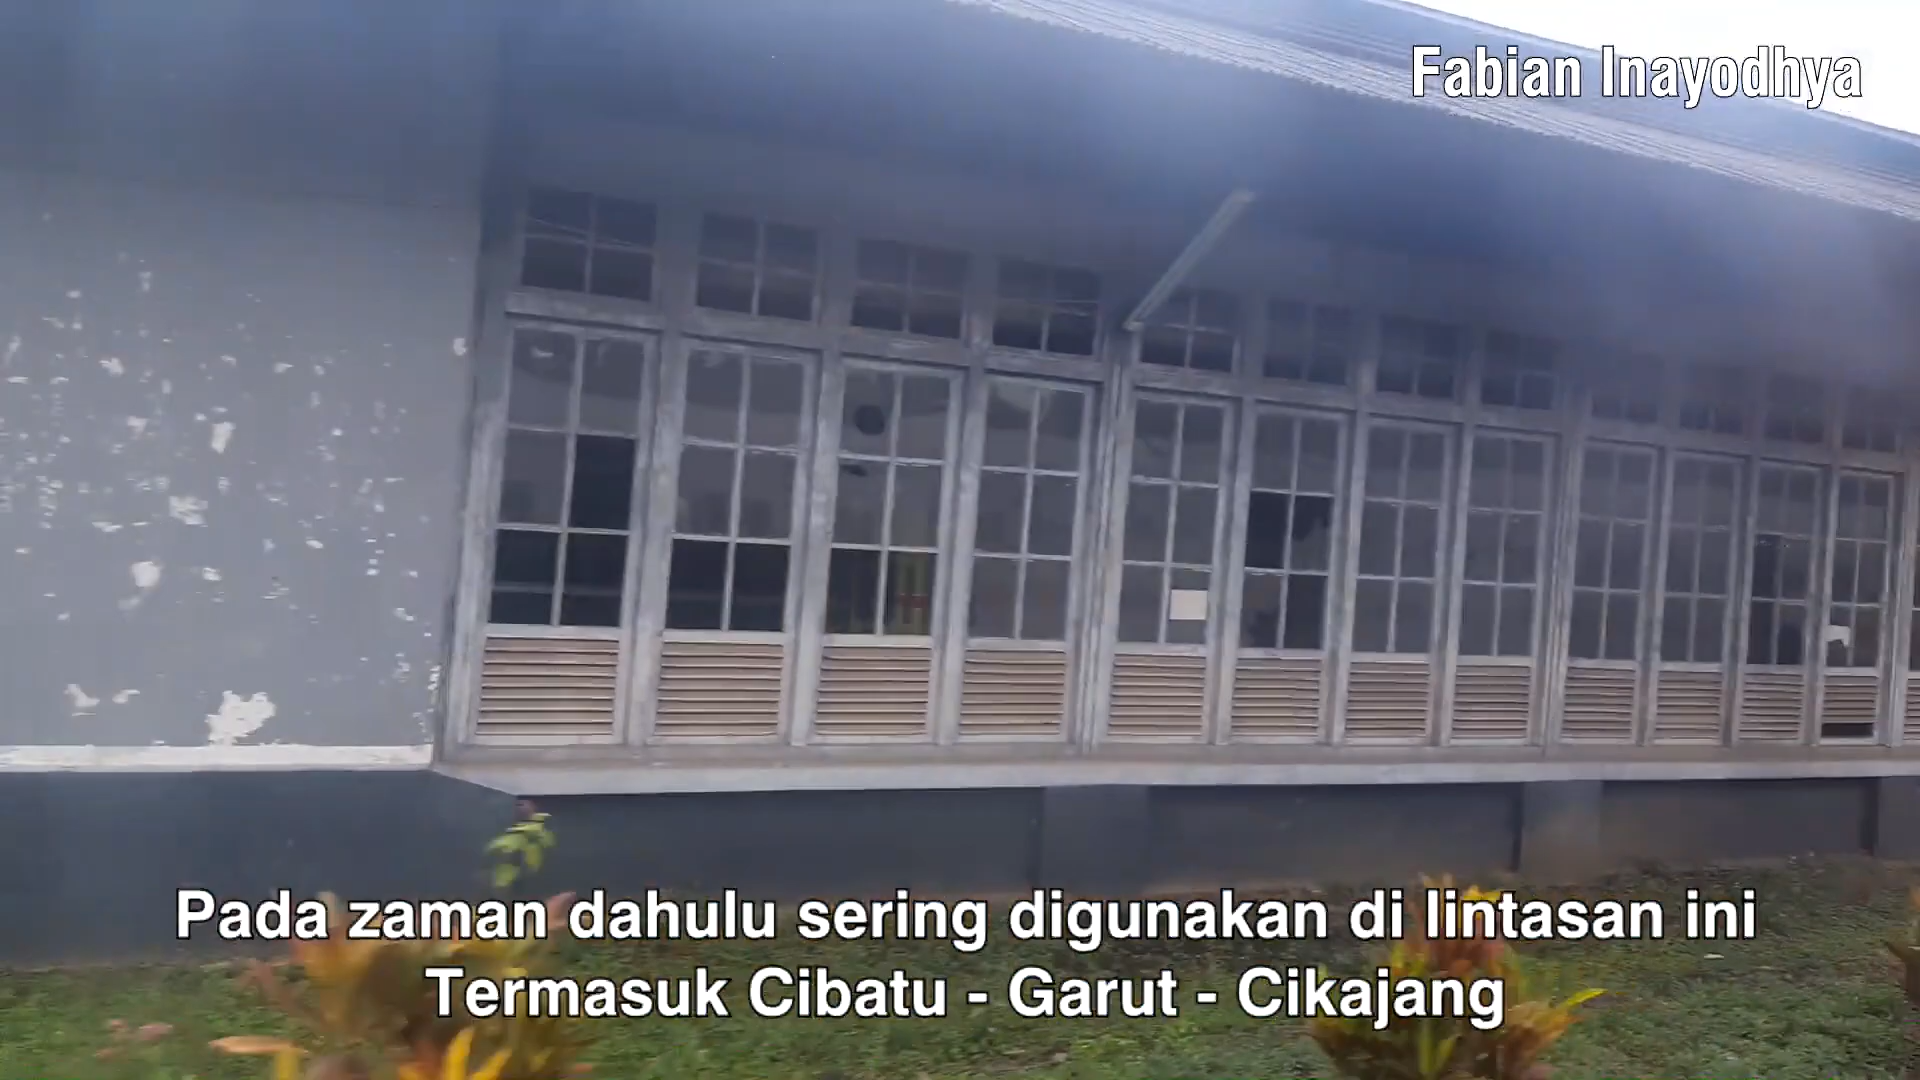 Fabian Inayodhya
Pada zaman dahulu sering digunakan di lintasan ini
Termasuk Cibatu - Garut - Cikajang